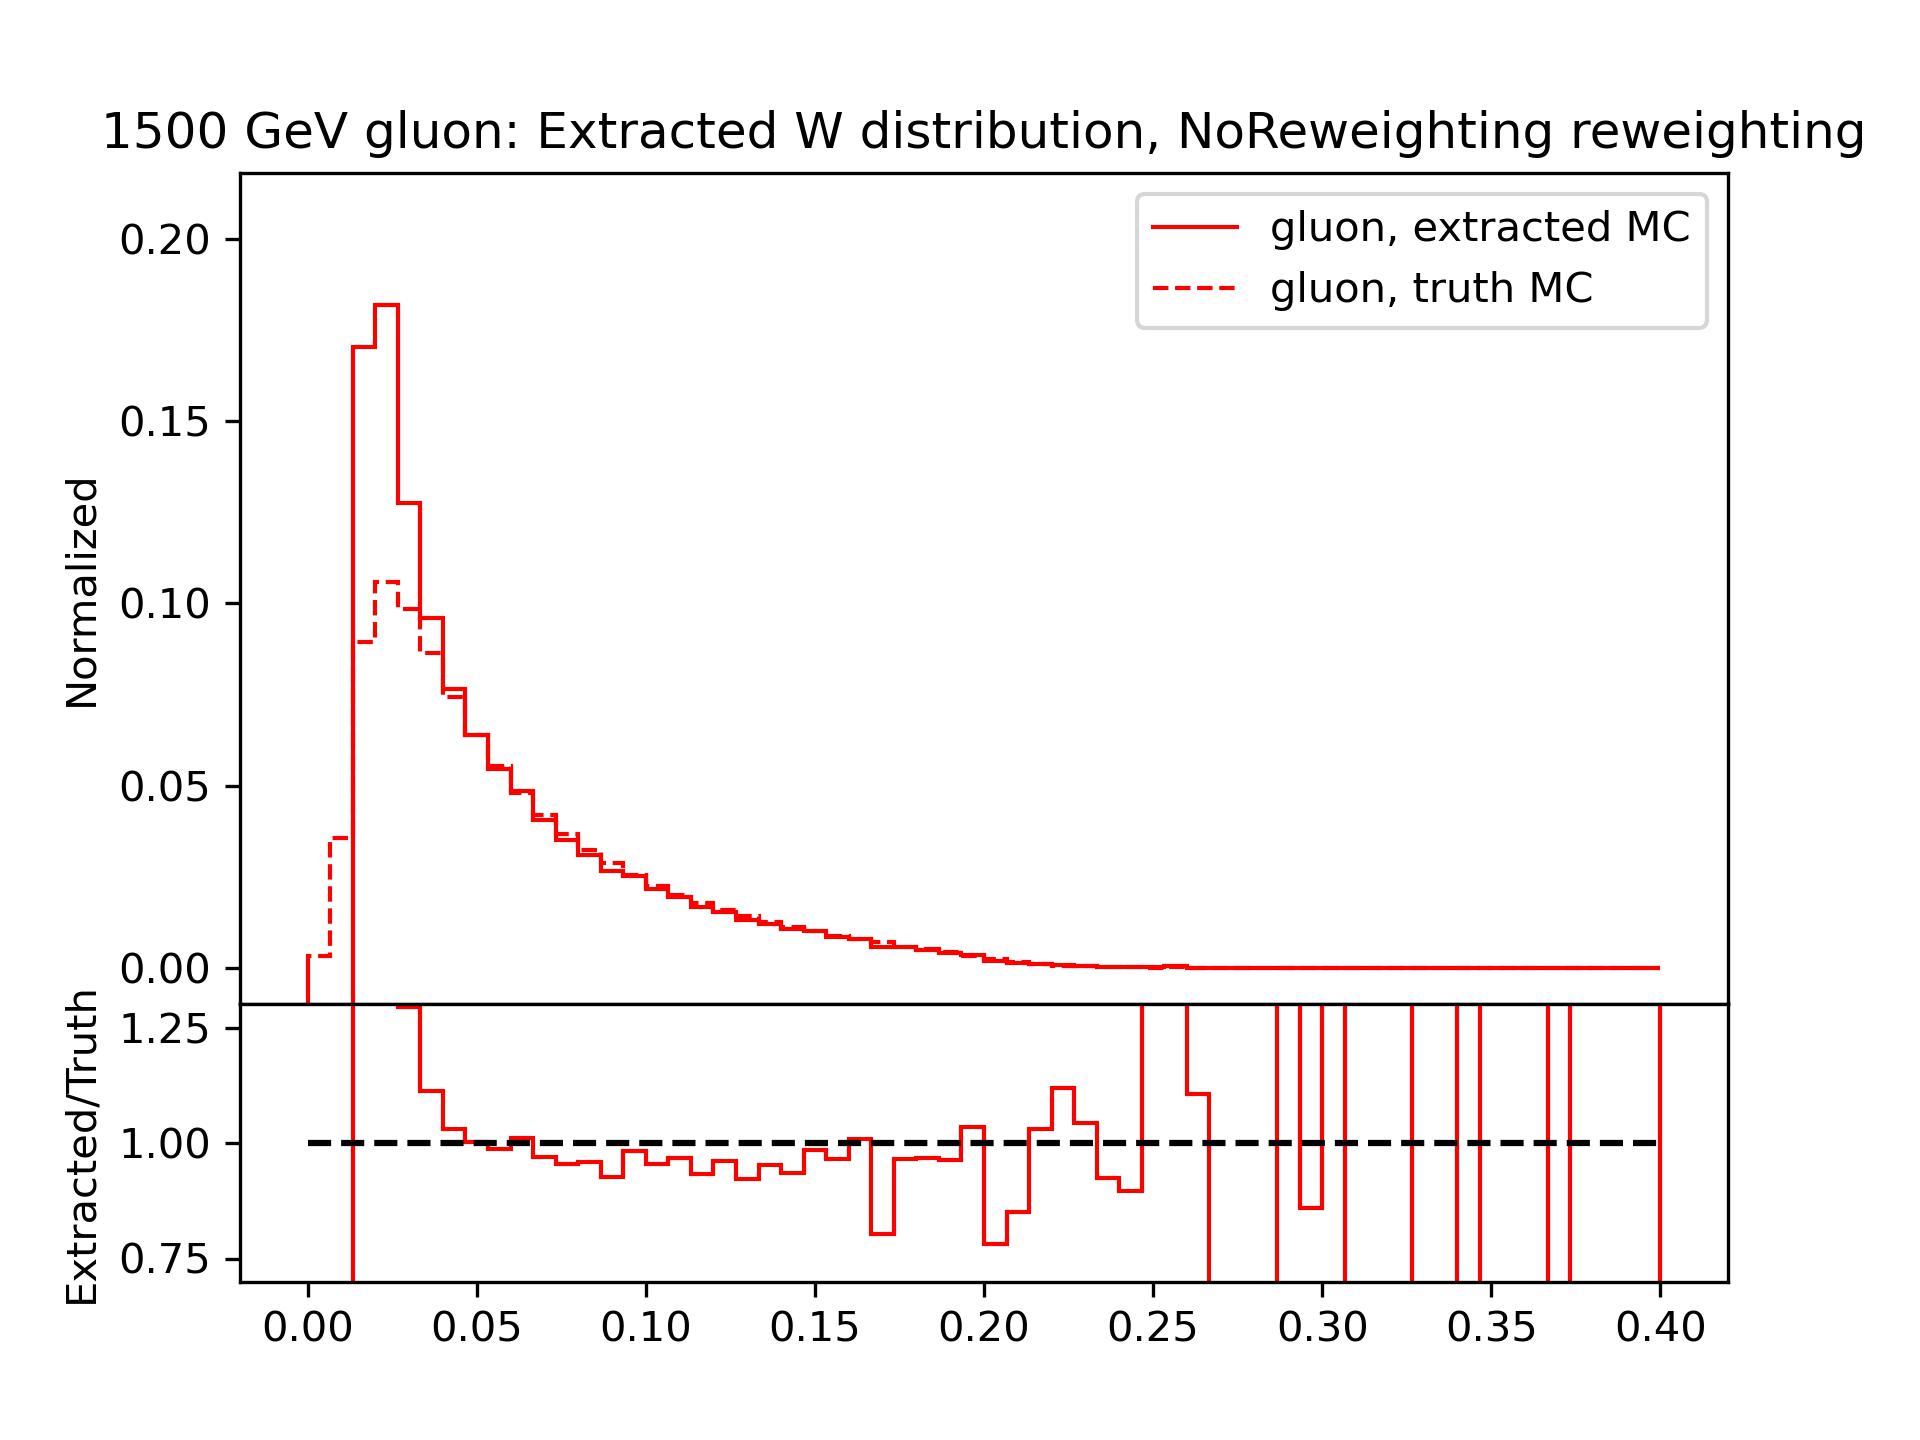 1500 GeV gluon: Extracted W distribution, NoReweighting reweighting
gluon, extracted MC
gluon, truth MC
Normalized
0.20
0.15
0.10
0.05
0.00
Extracted/Truth
1.25
1.00
0.75
0.00 0.05 0.10 0.15 0.20 0.25 0.30 0.35 0.40